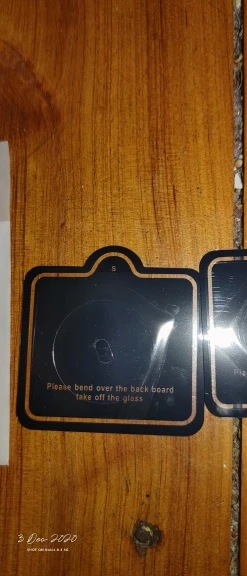 S
Please bend over the back board
take off the glass
3 Dec 2020